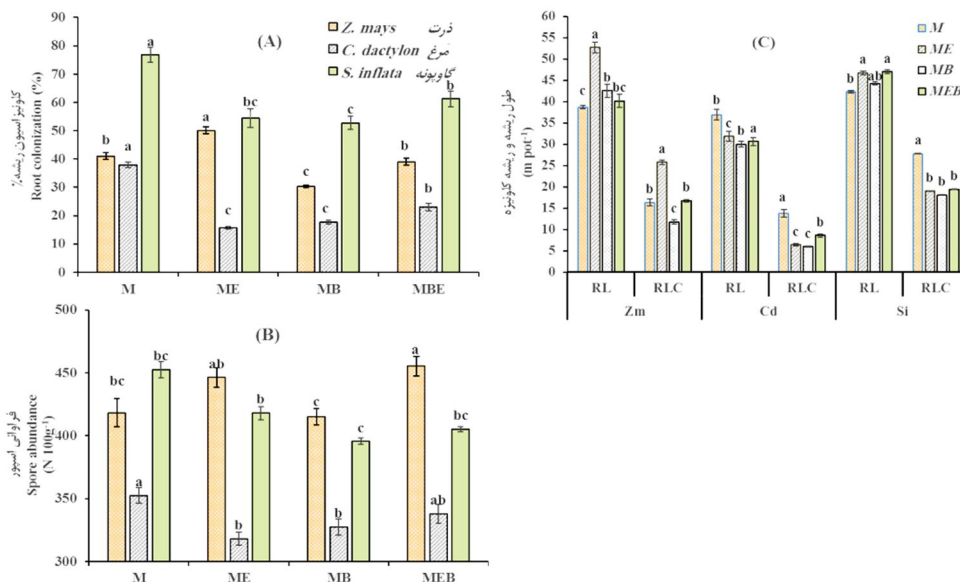 (A)
Z. mays ذرت
C. dactylon مرغ
S. inflata گاوپونه
کلونیزاسیون ریشه%
Root colonization (%)
90
80
70
60
50
40
30
20
10
0
b a a
a c bc
c c c
b b b
M ME MB MBE
(B)
فراوانی اسپور
Spore abundance
(N 100g-1)
500
450
400
350
300
bc a bc
ab b b
c b c
a ab bc
M ME MB MEB
(C)
M
ME
MB
MEB
طول ریشه و ریشه کلونیزه
(m pot-1)
60
55
50
45
40
35
30
25
20
15
10
5
0
c a b bc
b a c b
b c b a
a c c b
b a ab a
a b b b
RL RLC RL RLC RL RLC
Zm Cd Si